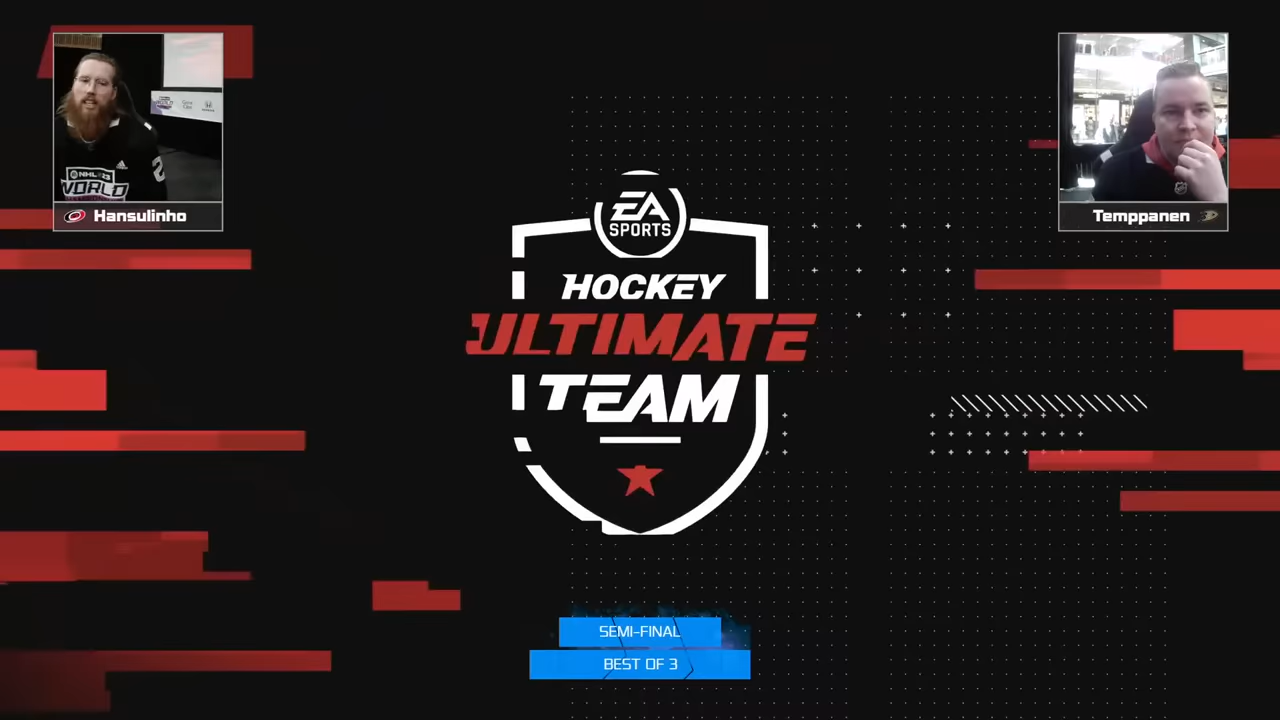 Hansulinho
Temppanen
NHL 23
WORLD
EA
SPORTS
HOCKEY
ULTIMATE
TEAM
SEMI-FINAL
BEST OF 3